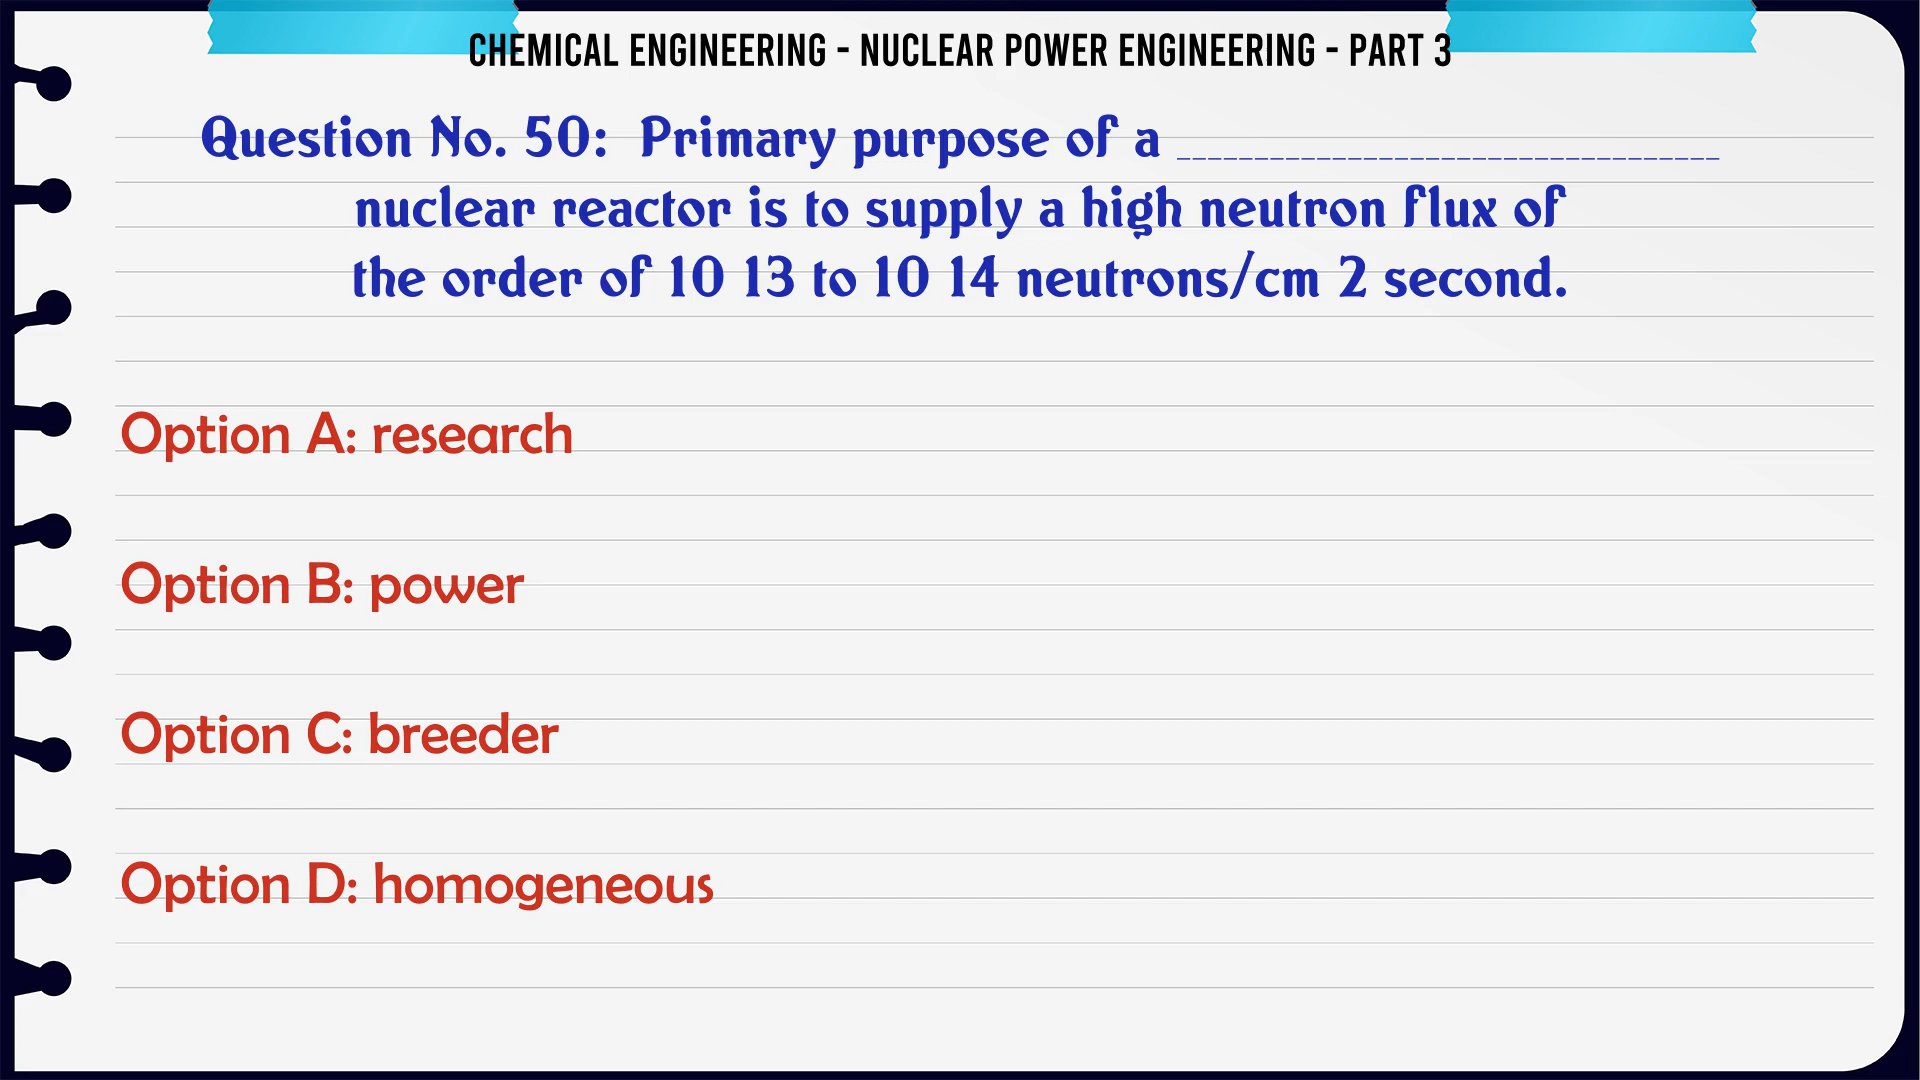 CHEMICAL ENGINEERING - NUCLEAR POWER ENGINEERING - PART 3
Question No. 50: Primary purpose of a ___________________________________
nuclear reactor is to supply a high neutron flux of
the order of 10 13 to 10 14 neutrons/cm 2 second.
Option A: research
Option B: power
Option C: breeder
Option D: homogeneous